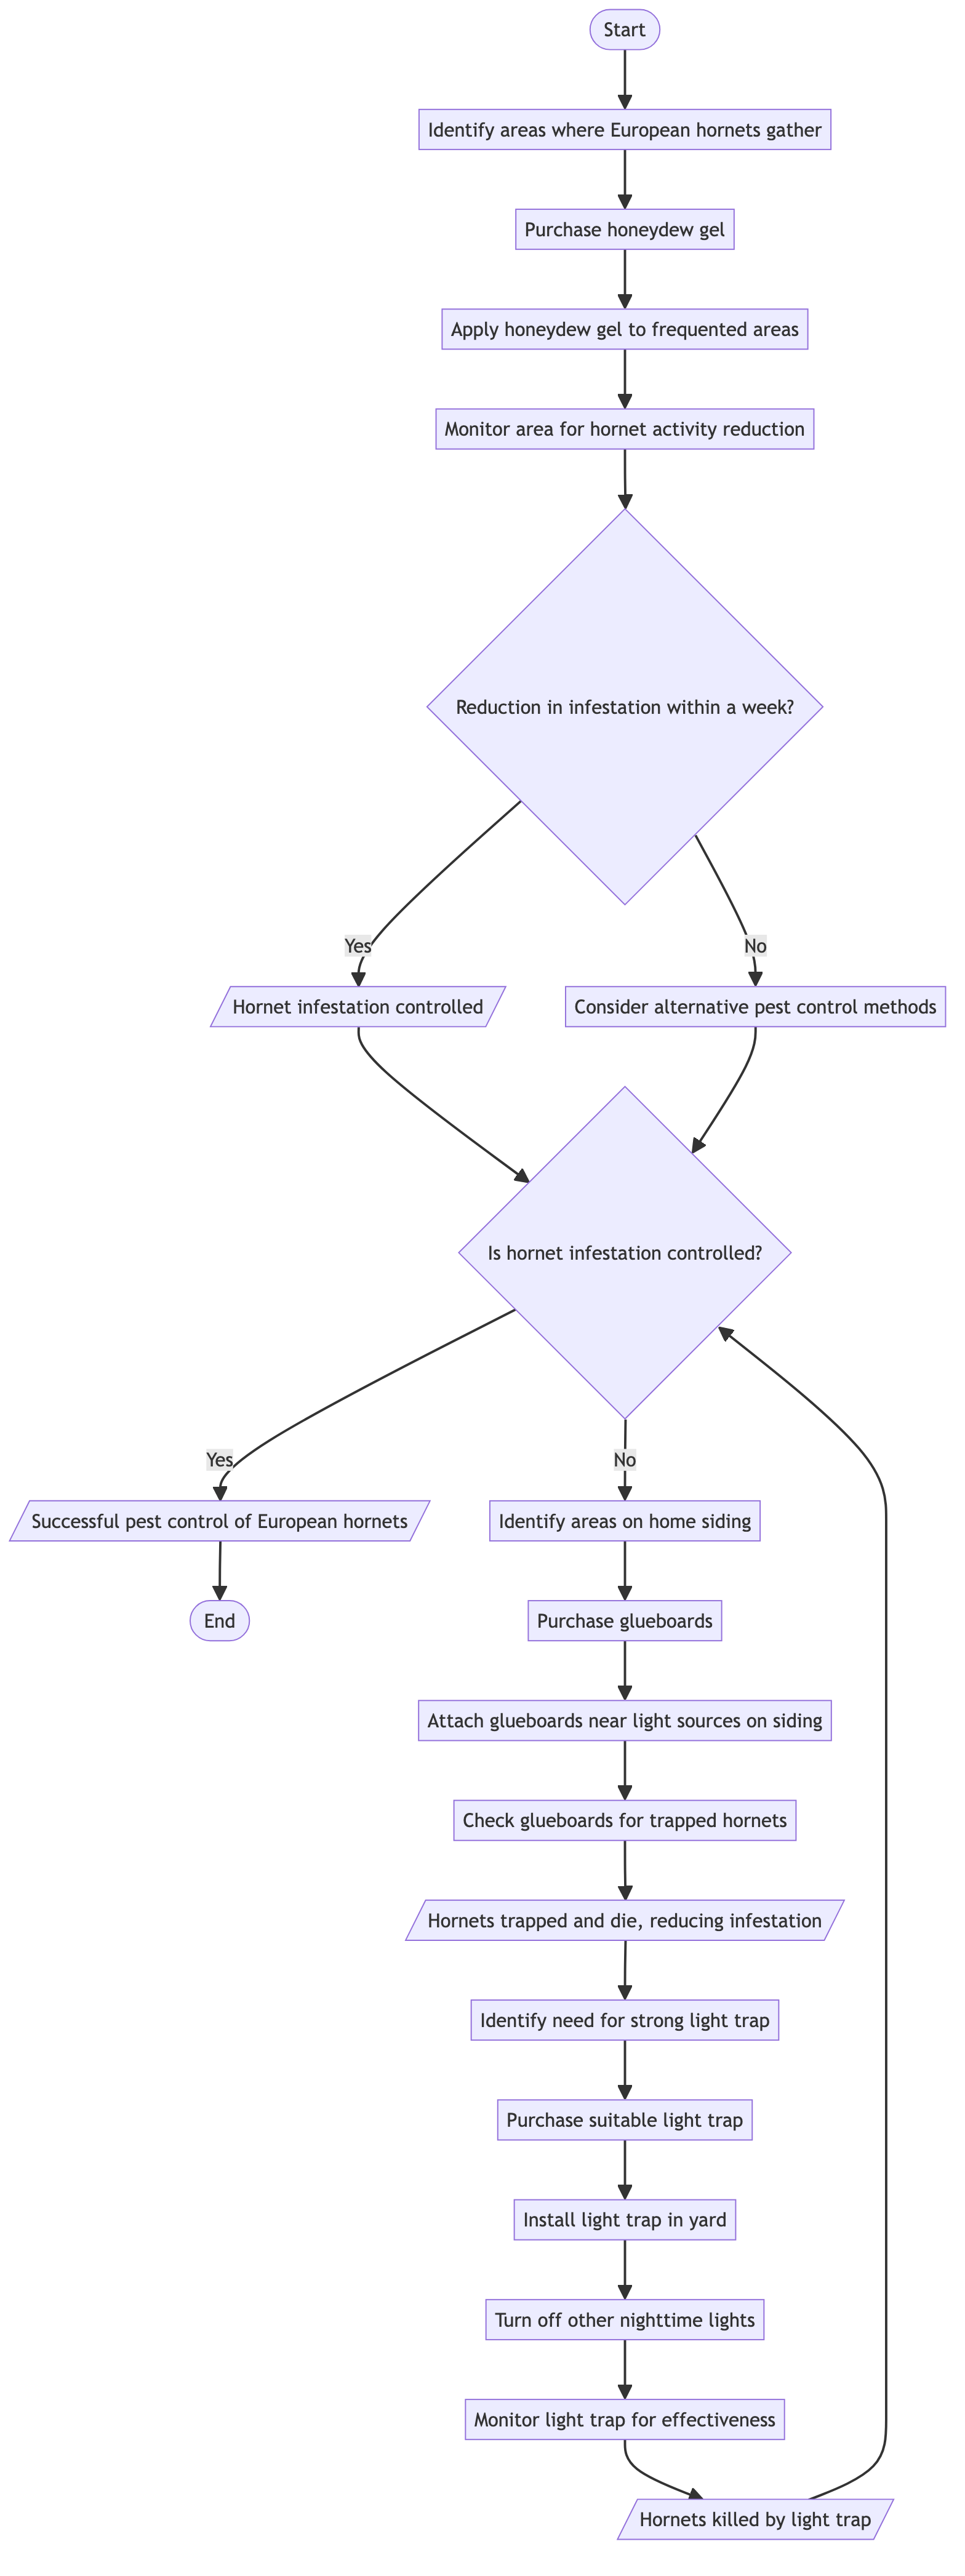 Start
Identify areas where European hornets gather
Purchase honeydew gel
Apply honeydew gel to frequented areas
Monitor area for hornet activity reduction
Reduction in infestation within a week?
Yes
No
Hornet infestation controlled
Consider alternative pest control methods
Is hornet infestation controlled?
Yes
No
Successful pest control of European hornets
Identify areas on home siding
End
Purchase glueboards
Attach glueboards near light sources on siding
Check glueboards for trapped hornets
Hornets trapped and die, reducing infestation
Identify need for strong light trap
Purchase suitable light trap
Install light trap in yard
Turn off other nighttime lights
Monitor light trap for effectiveness
Hornets killed by light trap